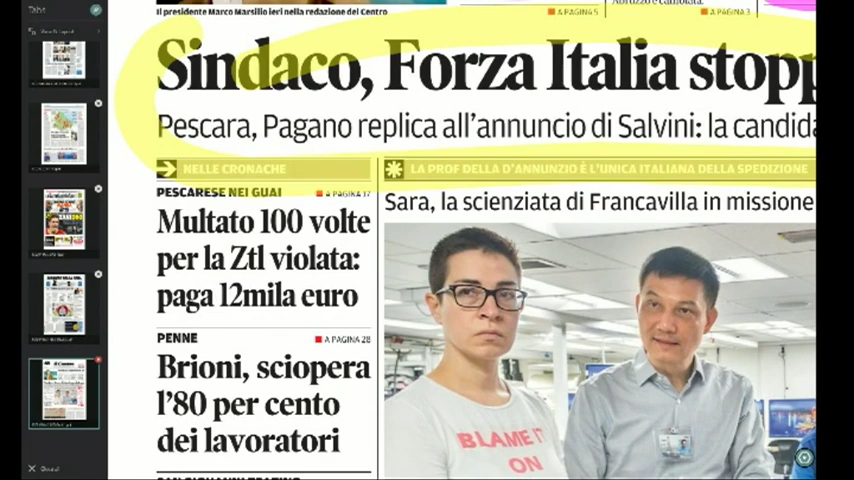 Tabs
Il presidente Marco Marsilio ieri nella redazione del Centro
A PAGINA 5
A PAGINA 3
Sindaco, Forza Italia stopp
Pescara, Pagano replica all'annuncio di Salvini: la candida
NELLE CRONACHE
LA PROF DELLA D'ANNUNZIO È L'UNICA ITALIANA DELLA SPEDIZIONE
PESCARESE NEI GUAI
A PAGINA 17
Multato 100 volte
per la Ztl violata:
paga 12mila euro
Sara, la scienziata di Francavilla in missione
PENNE
A PAGINA 28
Brioni, sciopera
l'80 per cento
dei lavoratori
BLAME IT
ON
SAN GIOVANNI TEATINO